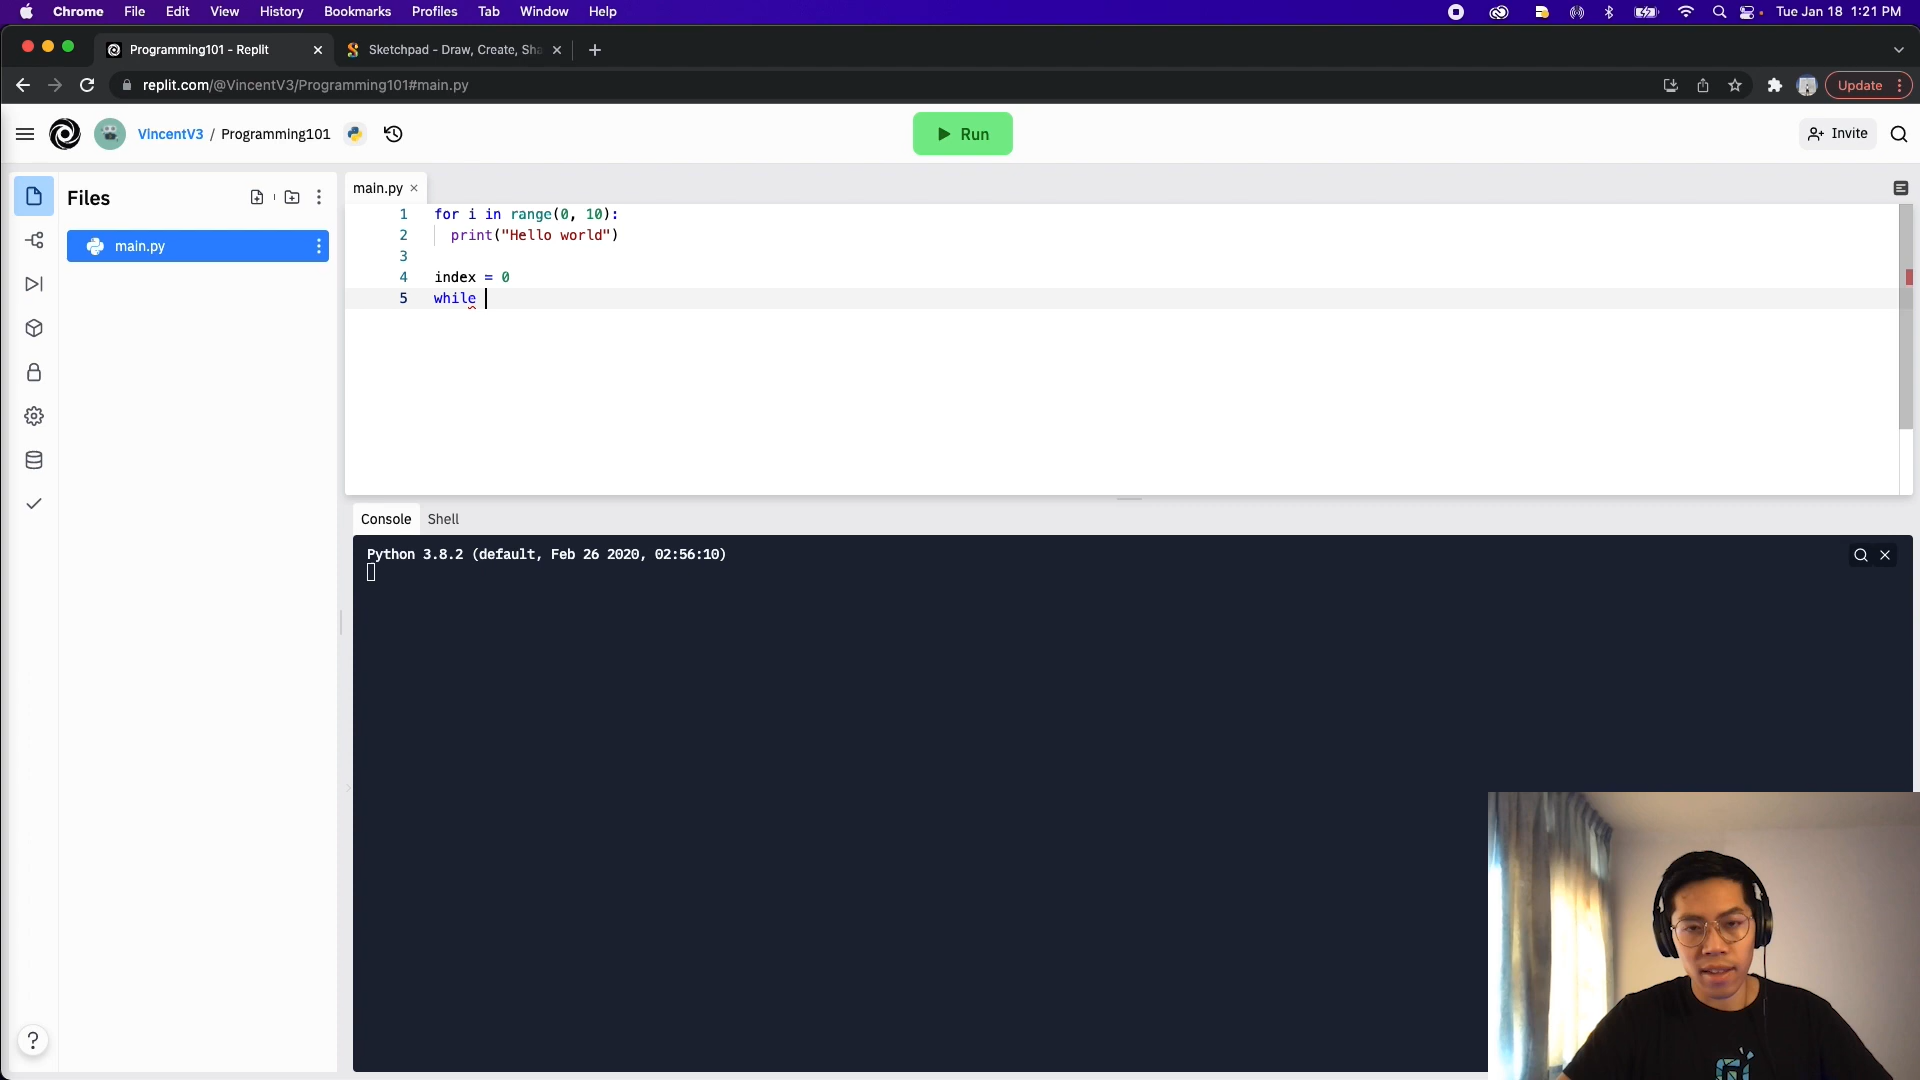 Chrome File Edit View History Bookmarks Profiles Tab Window Help
Tue Jan 18 1:21 PM
Programming101 - Replit
Sketchpad - Draw, Create, Sha
replit.com/@VincentV3/Programming101#main.py
Update
VincentV3 / Programming101
Run
Invite
Files
main.py
main.py
1 for i in range(0, 10):
2 print("Hello world")
3
4 index = 0
5 while
Console Shell
Python 3.8.2 (default, Feb 26 2020, 02:56:10)
?